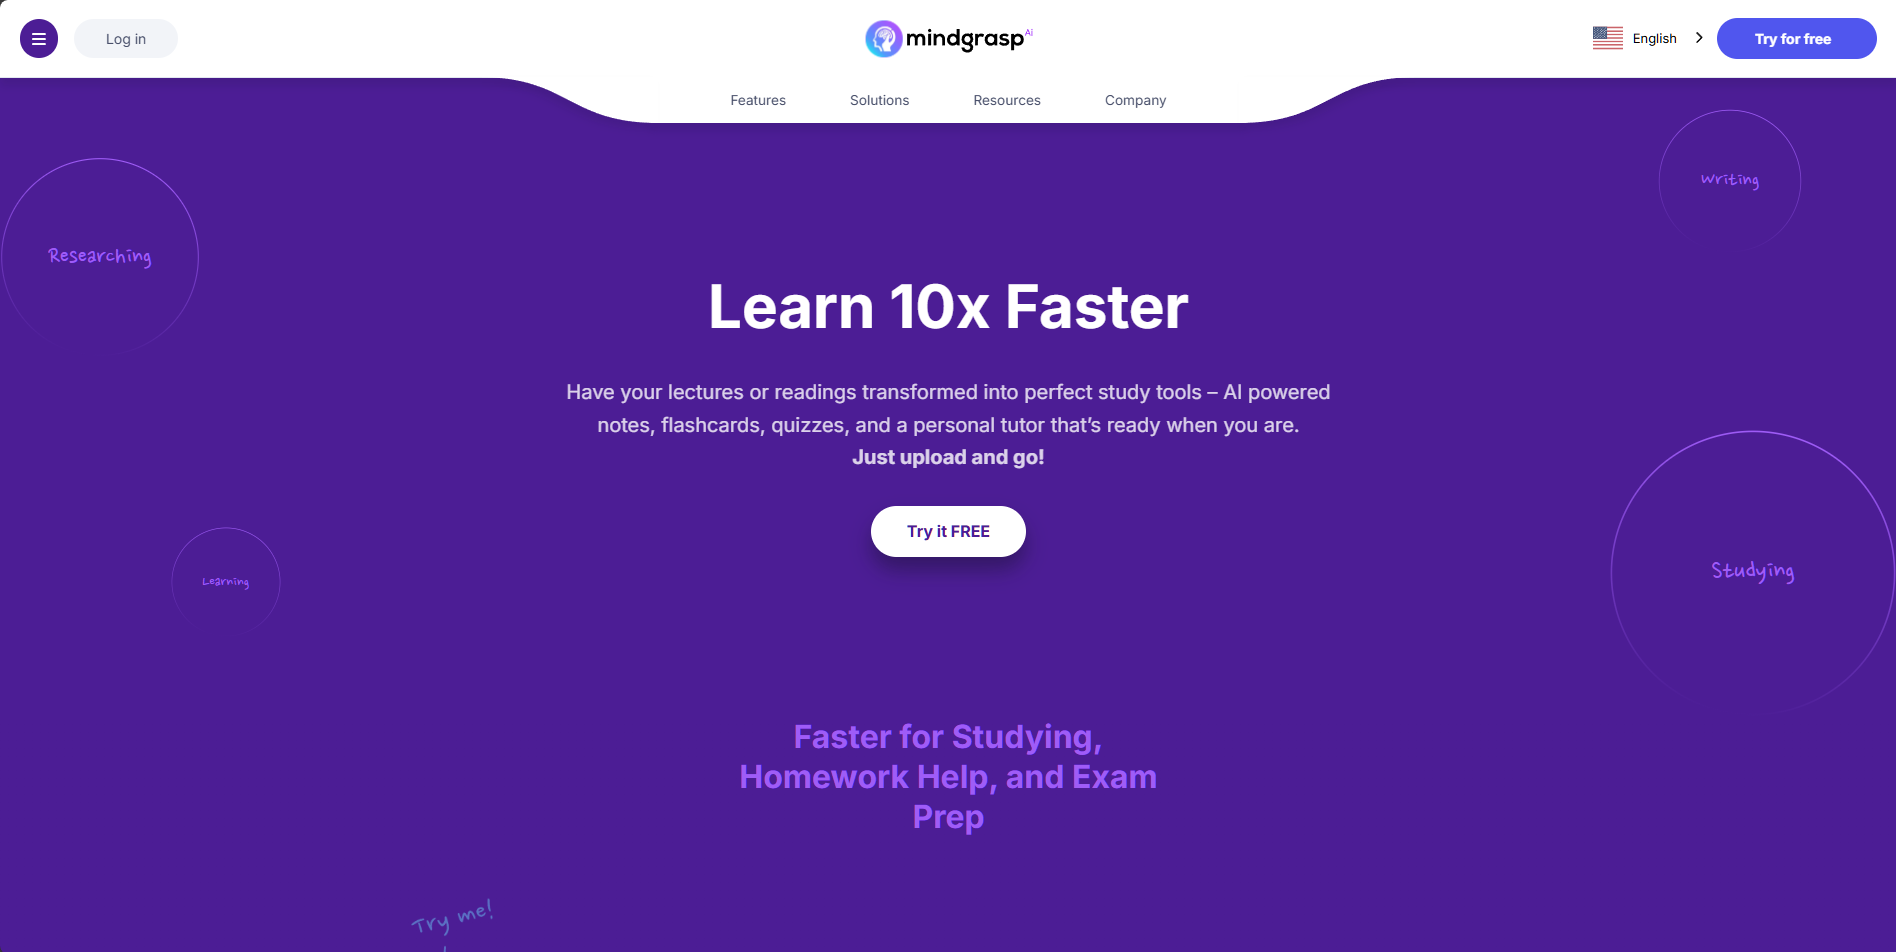 Log in
mindgrasp Ai
English
Try for free
Features
Solutions
Resources
Company
Writing
Researching
Learn 10x Faster
Have your lectures or readings transformed into perfect study tools – AI powered
notes, flashcards, quizzes, and a personal tutor that’s ready when you are.
Just upload and go!
Try it FREE
Learning
Studying
Faster for Studying,
Homework Help, and Exam
Prep
Try me!